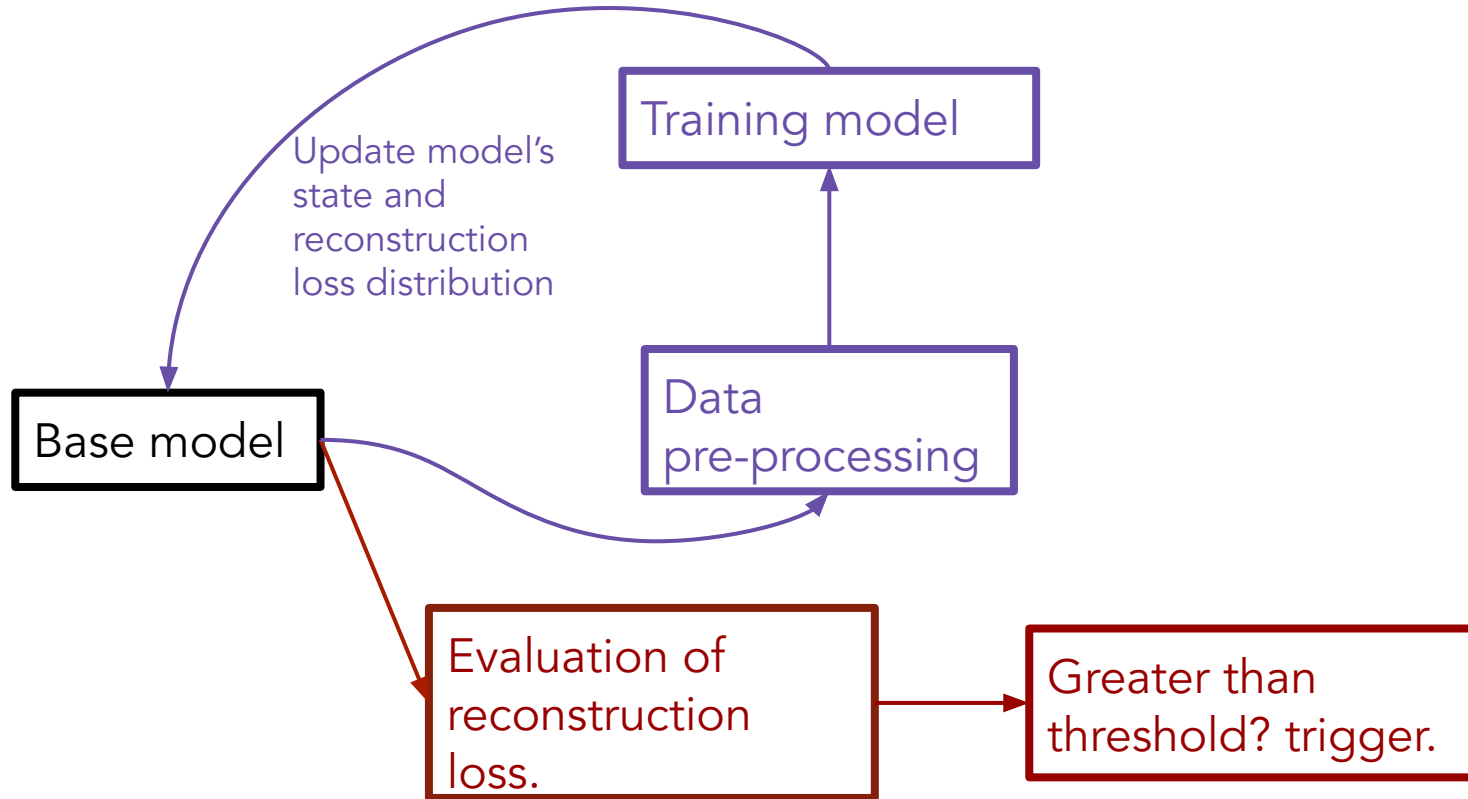 Training model
Update model’s
state and
reconstruction
loss distribution
Data
pre-processing
Base model
Evaluation of
reconstruction
loss.
Greater than
threshold? trigger.